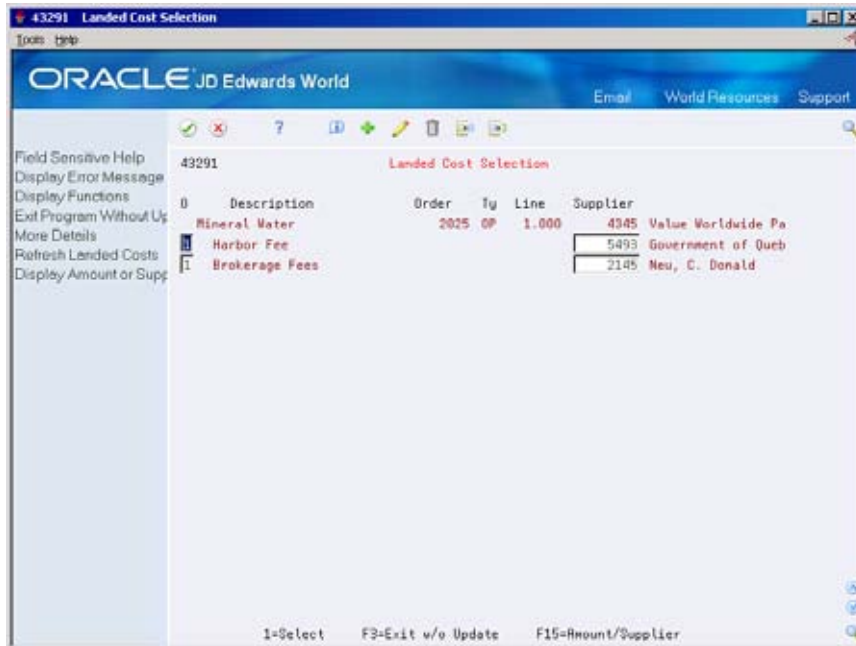 43291 Landed Cost Selection
Tools Help
ORACLE JD Edwards World
Email World Resources Support
Field Sensitive Help
Display Error Message
Display Functions
Exit Program Without Up
More Details
Refresh Landed Costs
Display Amount or Supp
43291 Landed Cost Selection
O Description Order Ty Line Supplier
Mineral Water 2025 OP 1.000 4345 Value Worldwide Pa
1 Harbor Fee 5493 Government of Queb
1 Brokerage Fees 2145 Neu, C. Donald
1=Select F3=Exit w/o Update F15=Amount/Supplier